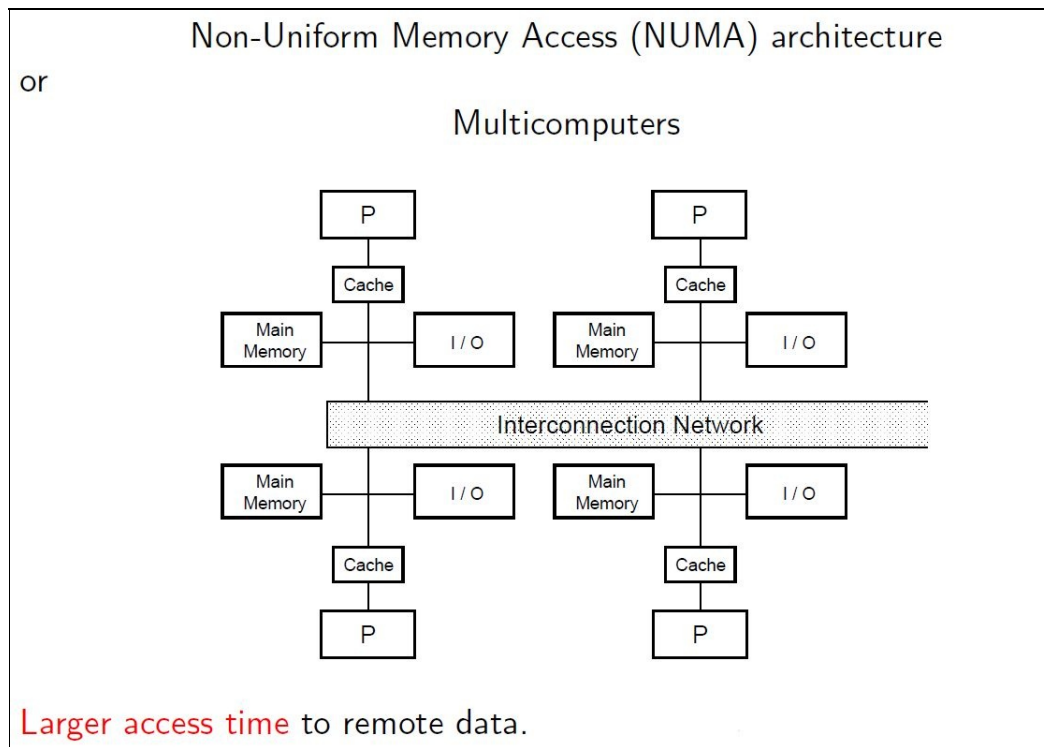 Non-Uniform Memory Access (NUMA) architecture
or
Multicomputers
P
P
Cache
Cache
Main
Memory
I / O
Main
Memory
I / O
Interconnection Network
Main
Memory
I / O
Main
Memory
I / O
Cache
Cache
P
P
Larger access time to remote data.